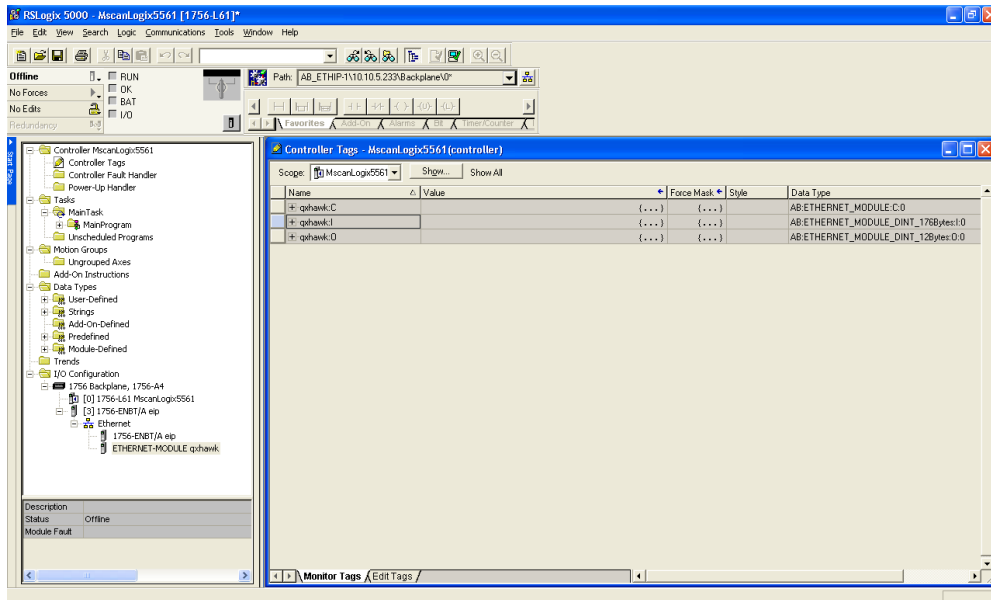 RSLogix 5000 - MscanLogix5561 [1756-L61]*
File Edit View Search Logic Communications Tools Window Help
Offline RUN
No Forces OK
No Edits BAT
Redundancy I/O
Path: AB_ETHIP-1\10.10.5.233\Backplane\0*
Favorites Add-On Alarms Bit Timer/Counter
Start Page
Controller MscanLogix5561
Controller Tags
Controller Fault Handler
Power-Up Handler
Tasks
MainTask
MainProgram
Unscheduled Programs
Motion Groups
Ungrouped Axes
Add-On Instructions
Data Types
User-Defined
Strings
Add-On-Defined
Predefined
Module-Defined
Trends
I/O Configuration
1756 Backplane, 1756-A4
[0] 1756-L61 MscanLogix5561
[3] 1756-ENBT/A eip
Ethernet
1756-ENBT/A eip
ETHERNET-MODULE qxhawk
Description
Status Offline
Module Fault
Controller Tags - MscanLogix5561(controller)
Scope: MscanLogix5561 Show... Show All
Name Value Force Mask Style Data Type
qxhawk:C {...} {...} AB:ETHERNET_MODULE:C:0
qxhawk:I {...} {...} AB:ETHERNET_MODULE_DINT_176Bytes:I:0
qxhawk:O {...} {...} AB:ETHERNET_MODULE_DINT_12Bytes:O:0
Monitor Tags Edit Tags